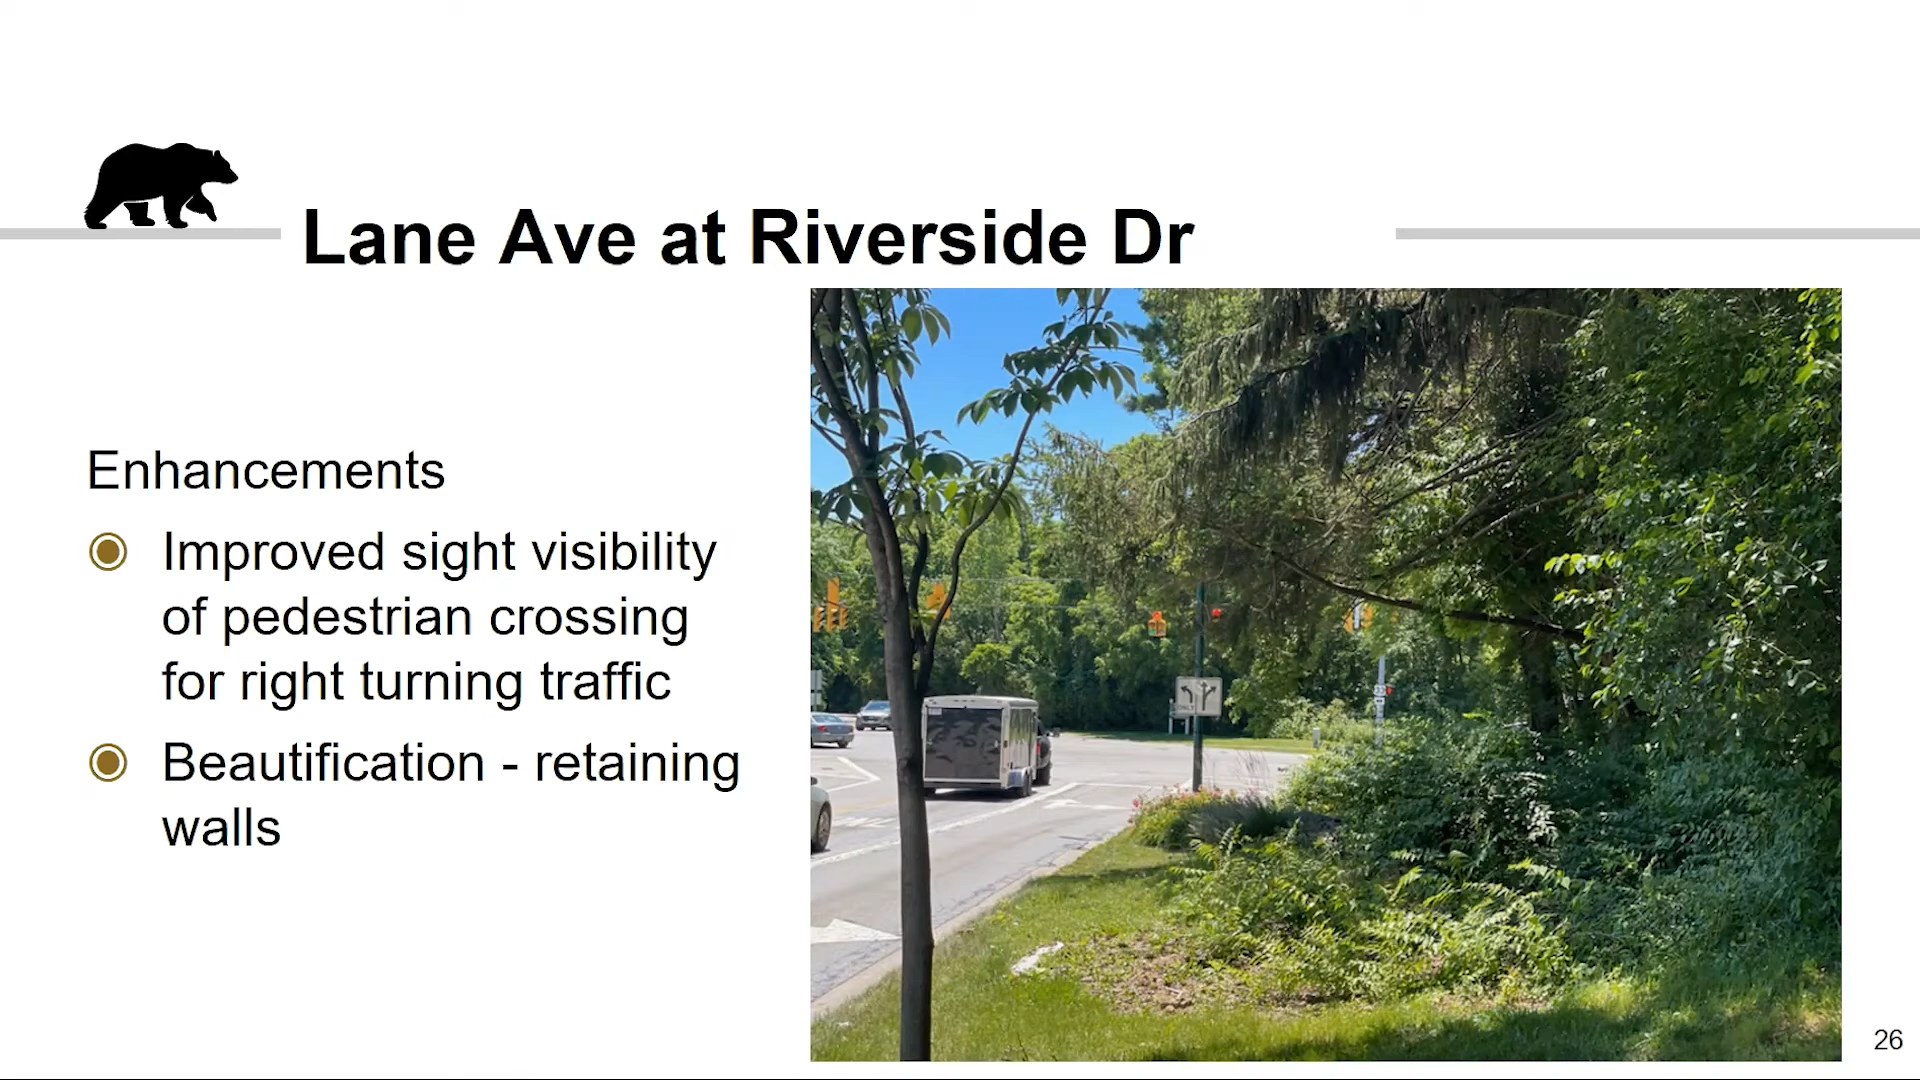 Lane Ave at Riverside Dr
Enhancements
Improved sight visibility
of pedestrian crossing
for right turning traffic
Beautification - retaining
walls
ONLY
26